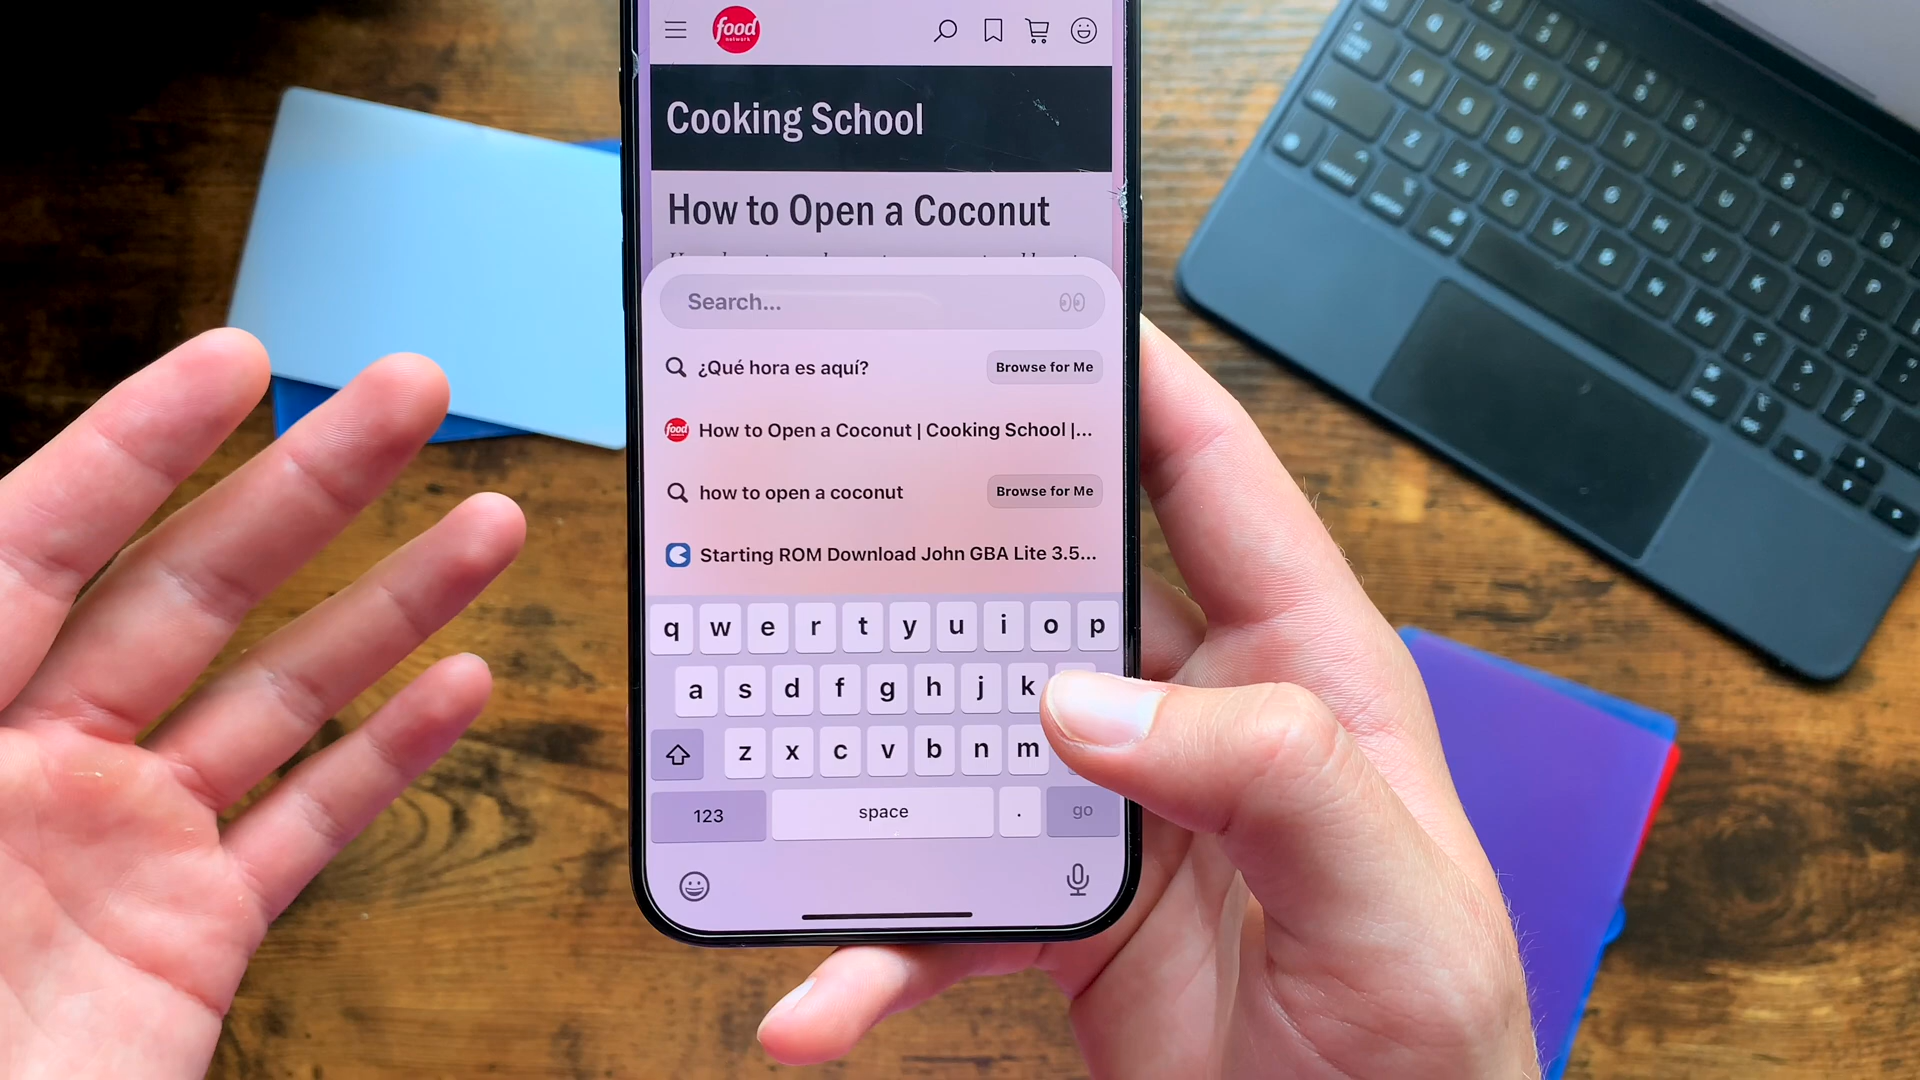 food
network
Cooking School
How to Open a Coconut
Search...
¿Qué hora es aquí?
Browse for Me
food
How to Open a Coconut | Cooking School |...
how to open a coconut
Browse for Me
Starting ROM Download John GBA Lite 3.5...
q w e r t y u i o p
a s d f g h j k
z x c v b n m
123
space
.
go